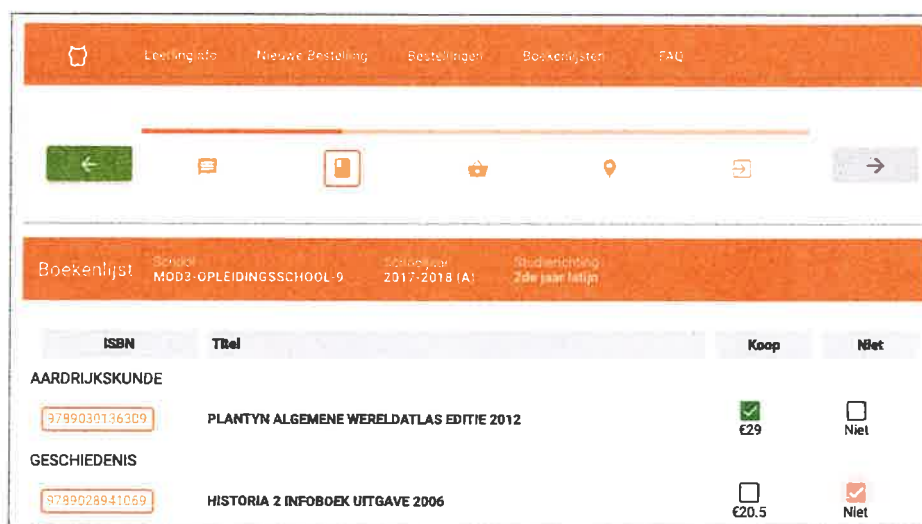 Leerlinginfo Nieuwe Bestelling Bestellingen Boekenlijsten FAQ
Boekenlijst School Schooljaar Studierichting
MOD3-OPLEIDINGSSCHOOL-9 2017-2018 (A) 2de jaar latijn
ISBN Titel Koop Niet
AARDRIJKSKUNDE
9789030136309 PLANTYN ALGEMENE WERELDATLAS EDITIE 2012
€29 Niet
GESCHIEDENIS
9789028941069 HISTORIA 2 INFOBOEK UITGAVE 2006
€20.5 Niet